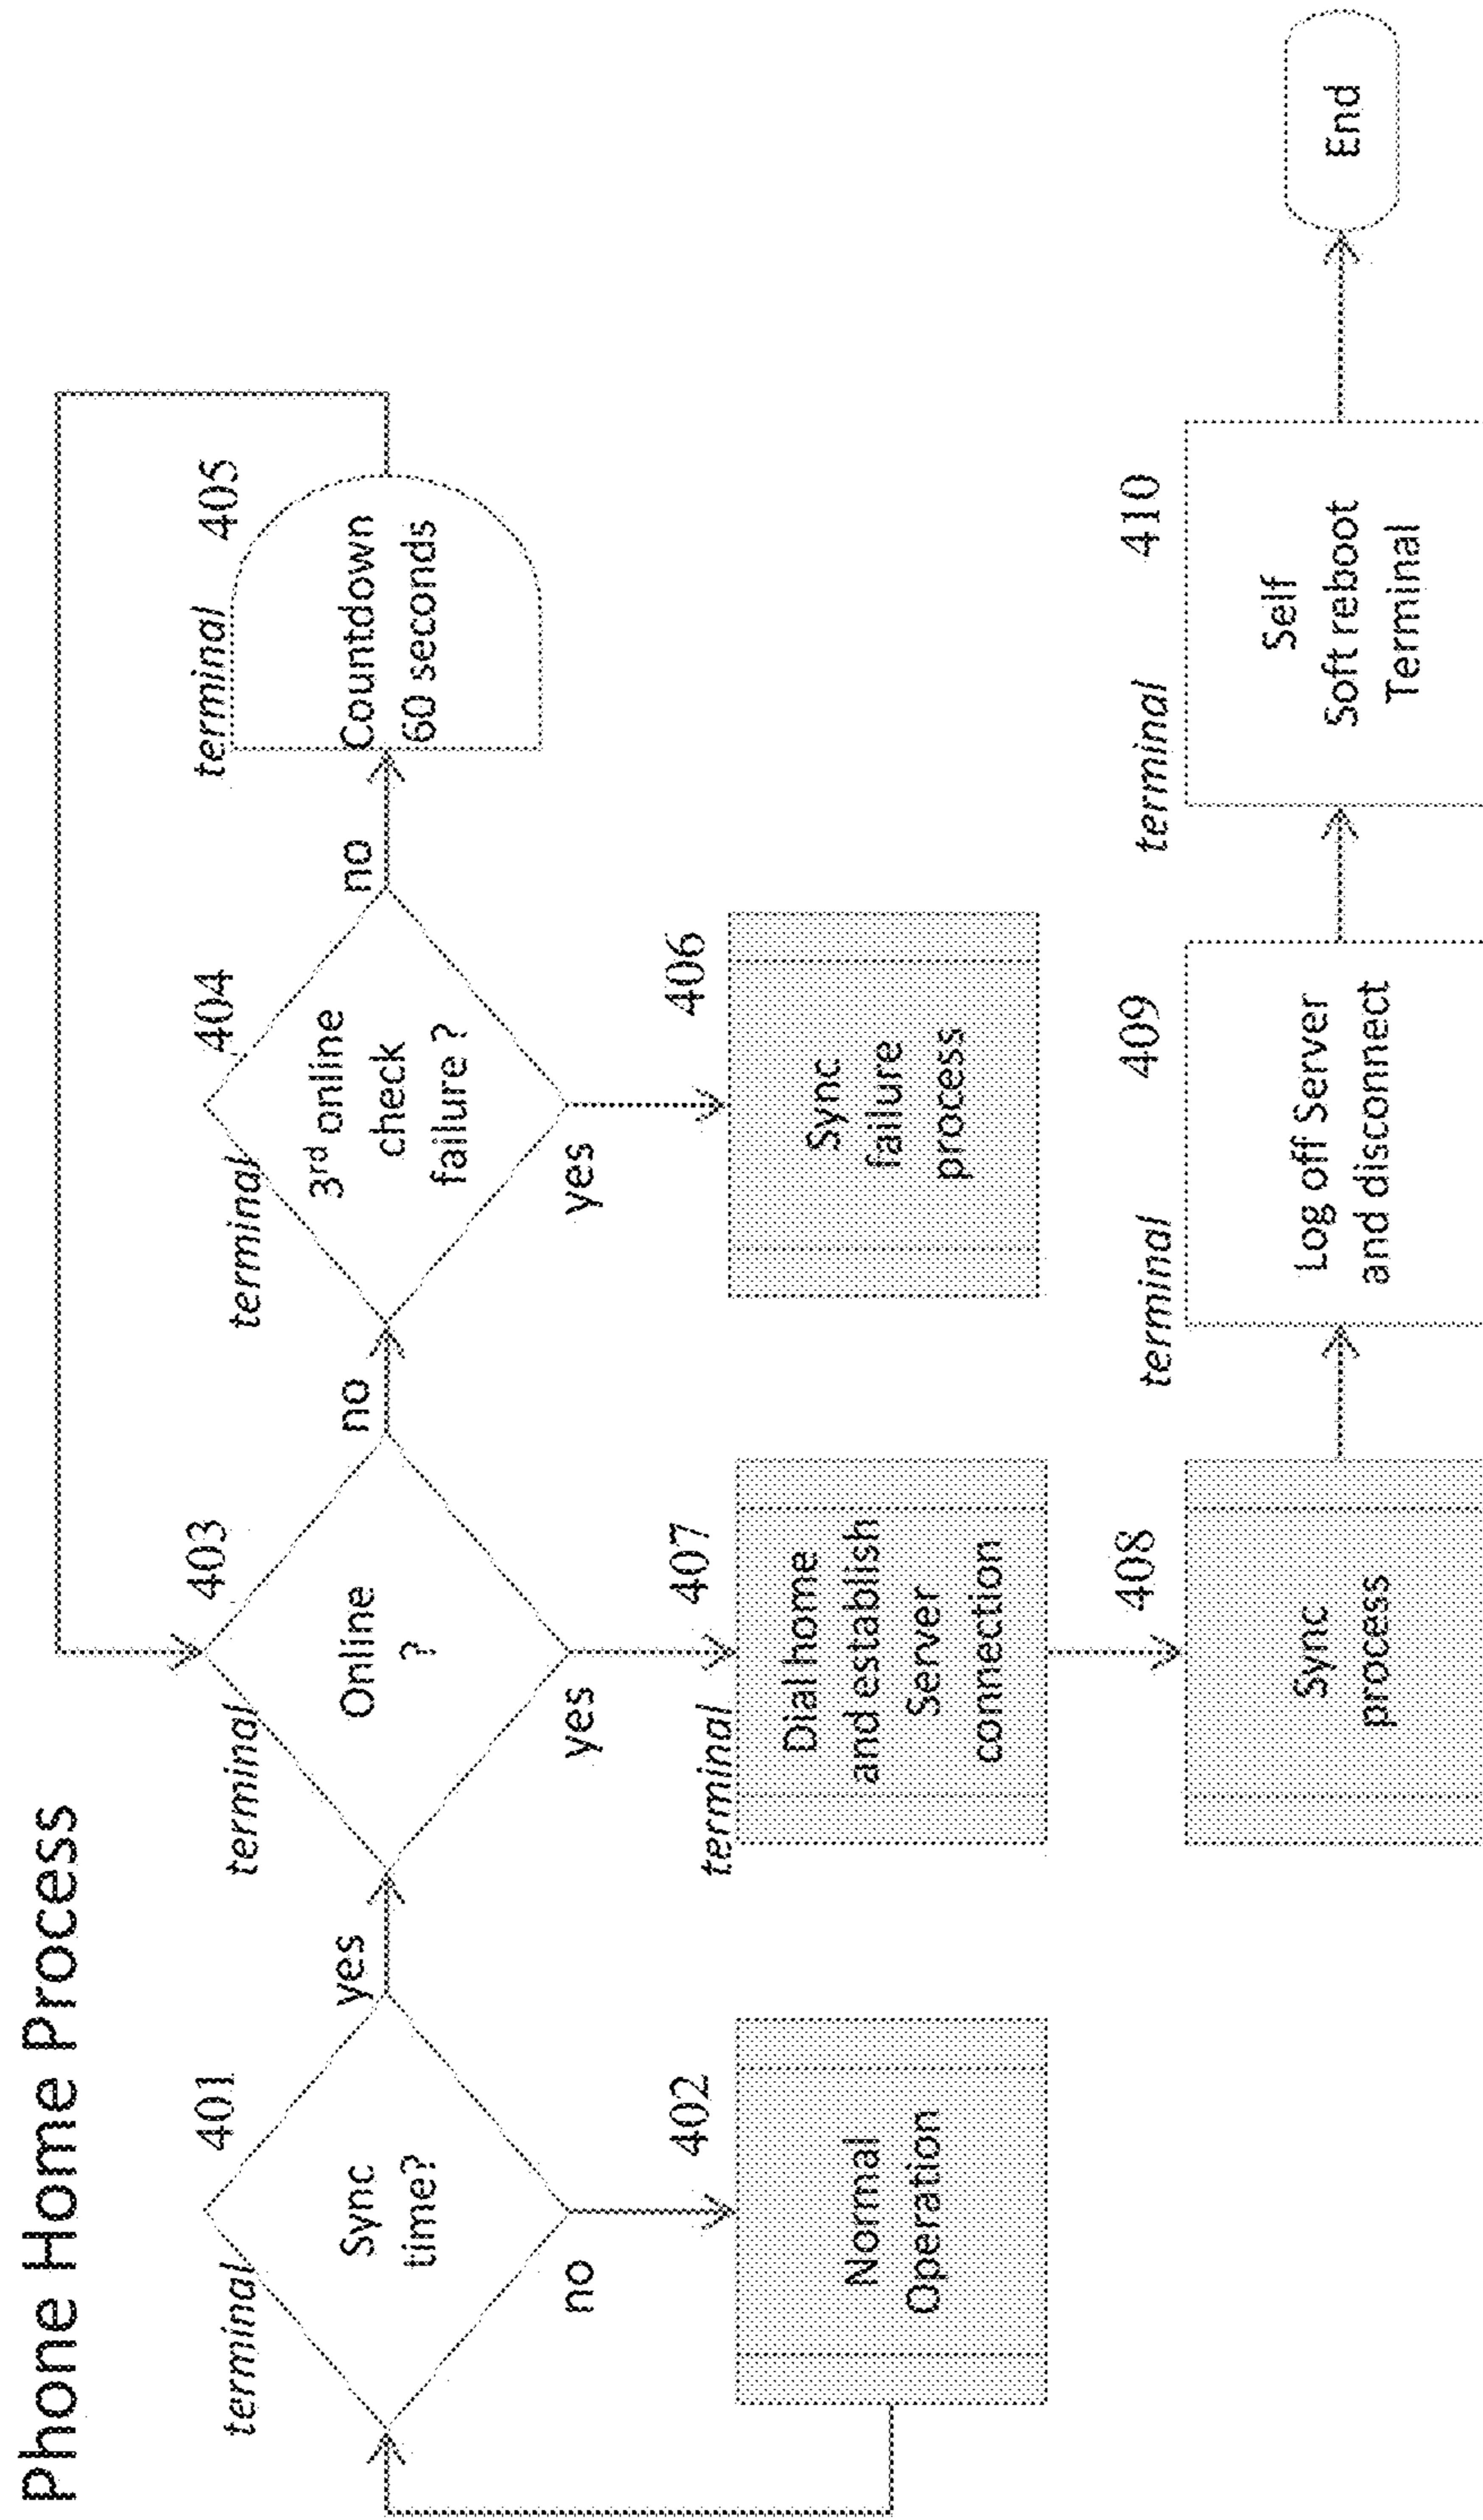 Phone Home Process
terminal
401
Sync
time?
yes
no
402
Normal
Operation
terminal
403
Online
?
no
yes
terminal
407
Dial home
and establish
Server
connection
terminal
404
3rd online
check
failure ?
no
yes
406
Sync
failure
process
terminal
405
Countdown
60 seconds
408
Sync
process
terminal
409
Log off Server
and disconnect
terminal
410
Self
Soft reboot
Terminal
End